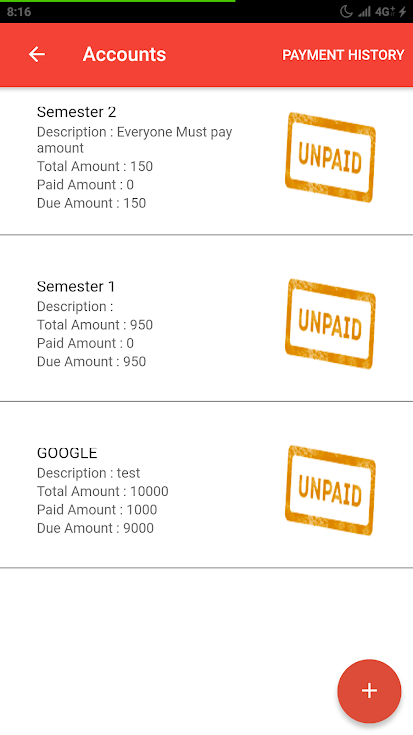 8:16
4G+
Accounts
PAYMENT HISTORY
Semester 2
Description : Everyone Must pay
amount
Total Amount : 150
Paid Amount : 0
Due Amount : 150
UNPAID
Semester 1
Description :
Total Amount : 950
Paid Amount : 0
Due Amount : 950
UNPAID
GOOGLE
Description : test
Total Amount : 10000
Paid Amount : 1000
Due Amount : 9000
UNPAID
+